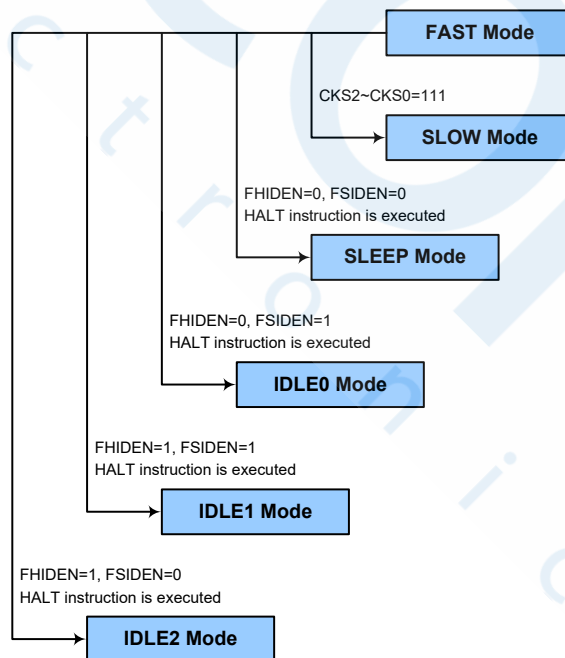 FAST Mode
CKS2~CKS0=111
SLOW Mode
FHIDEN=0, FSIDEN=0
HALT instruction is executed
SLEEP Mode
FHIDEN=0, FSIDEN=1
HALT instruction is executed
IDLE0 Mode
FHIDEN=1, FSIDEN=1
HALT instruction is executed
IDLE1 Mode
FHIDEN=1, FSIDEN=0
HALT instruction is executed
IDLE2 Mode